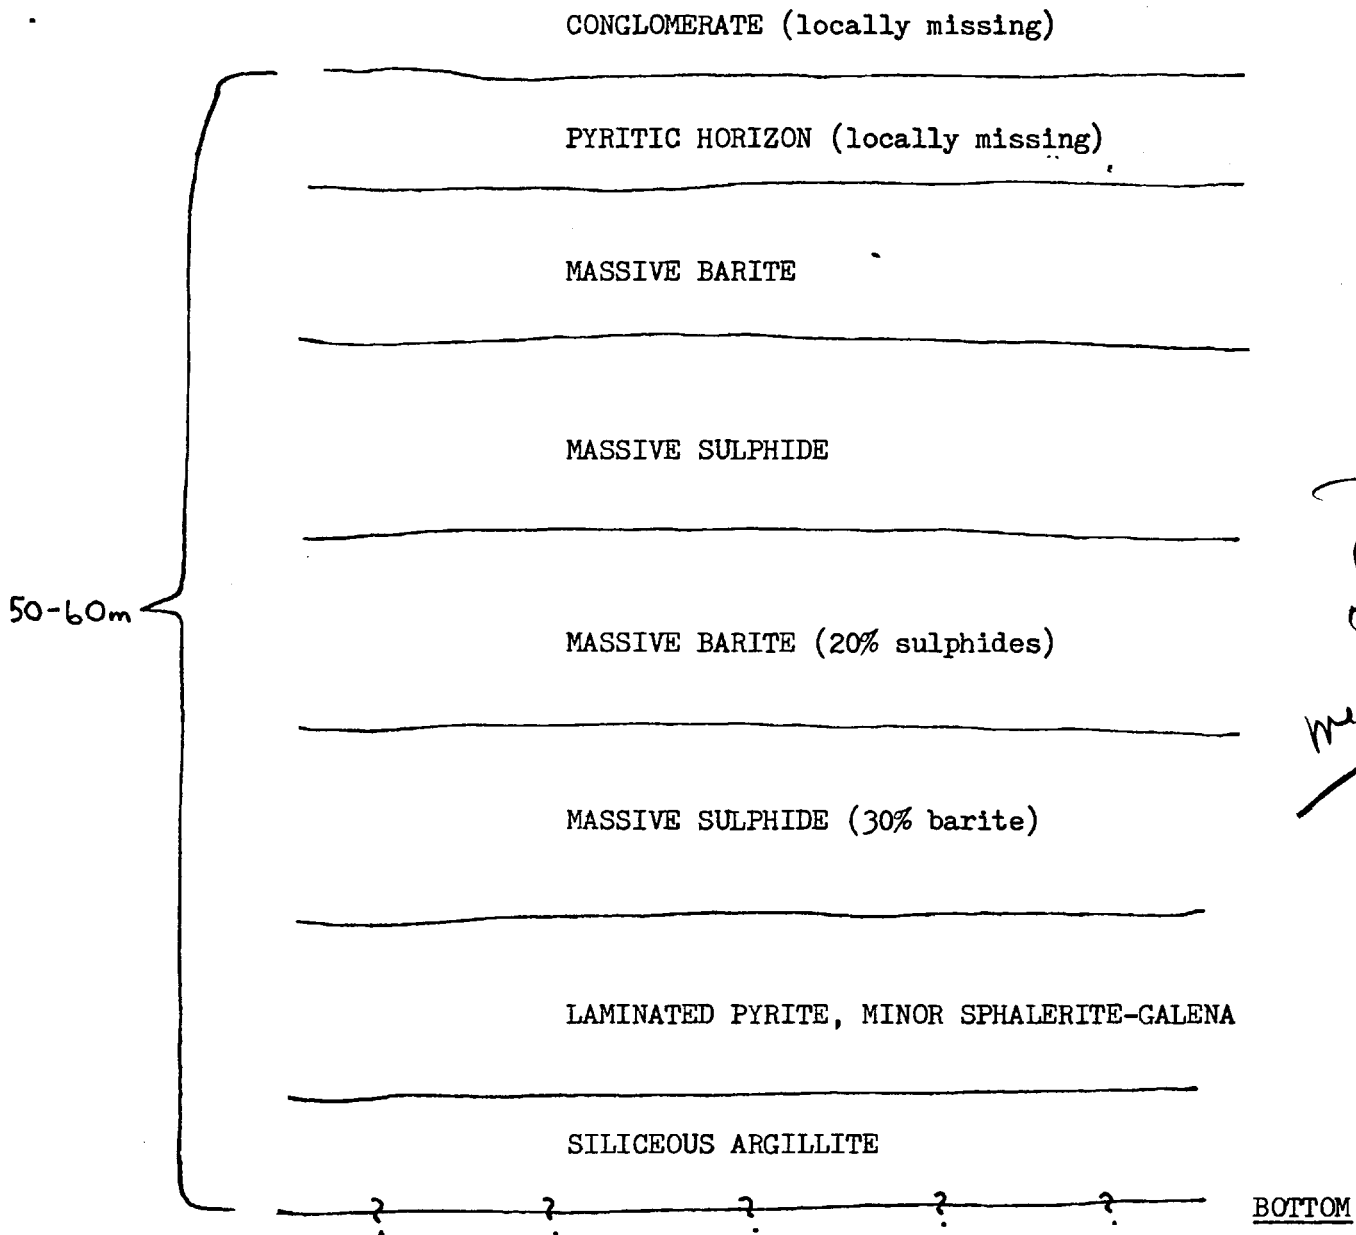 CONGLOMERATE (locally missing)
PYRITIC HORIZON (locally missing)
MASSIVE BARITE
MASSIVE SULPHIDE
50-60m
MASSIVE BARITE (20% sulphides)
MASSIVE SULPHIDE (30% barite)
LAMINATED PYRITE, MINOR SPHALERITE-GALENA
SILICEOUS ARGILLITE
? ? ? ? ? BOTTOM